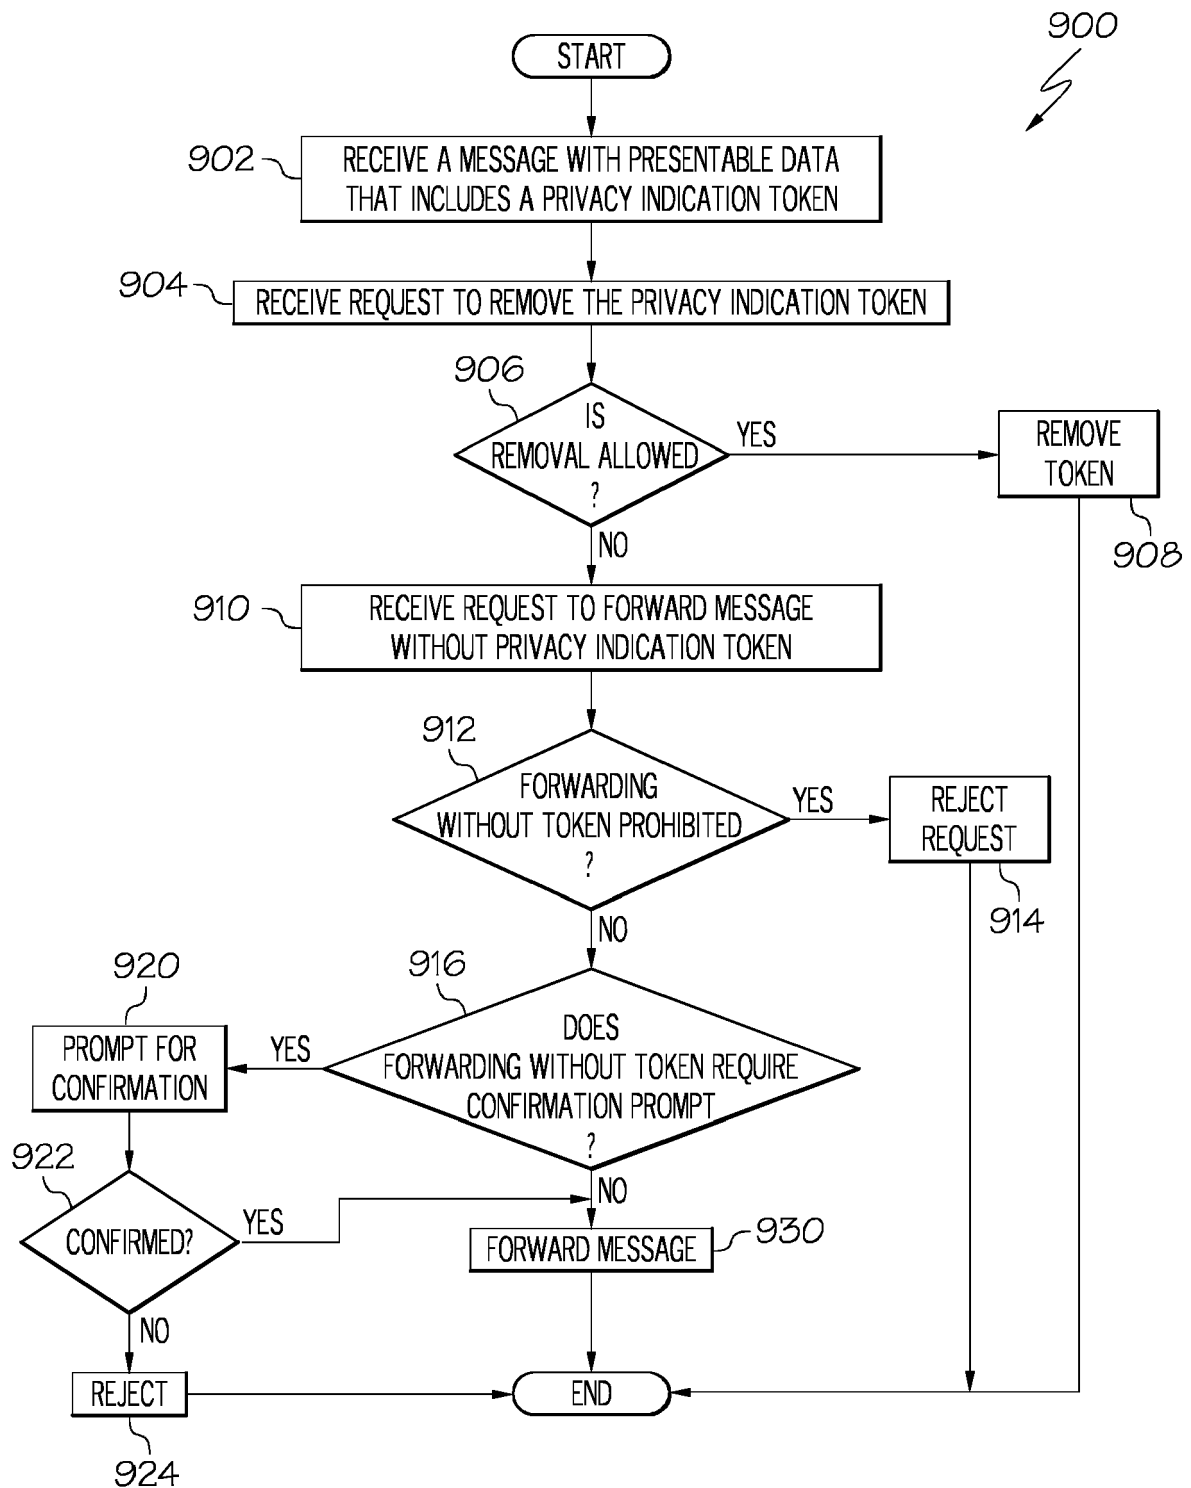 900
START
902
RECEIVE A MESSAGE WITH PRESENTABLE DATA
THAT INCLUDES A PRIVACY INDICATION TOKEN
904
RECEIVE REQUEST TO REMOVE THE PRIVACY INDICATION TOKEN
906
IS
REMOVAL ALLOWED
?
YES
REMOVE
TOKEN
908
NO
910
RECEIVE REQUEST TO FORWARD MESSAGE
WITHOUT PRIVACY INDICATION TOKEN
912
FORWARDING
WITHOUT TOKEN PROHIBITED
?
YES
REJECT
REQUEST
914
NO
916
DOES
FORWARDING WITHOUT TOKEN REQUIRE
CONFIRMATION PROMPT
?
YES
920
PROMPT FOR
CONFIRMATION
922
CONFIRMED?
YES
NO
FORWARD MESSAGE
930
NO
REJECT
924
END